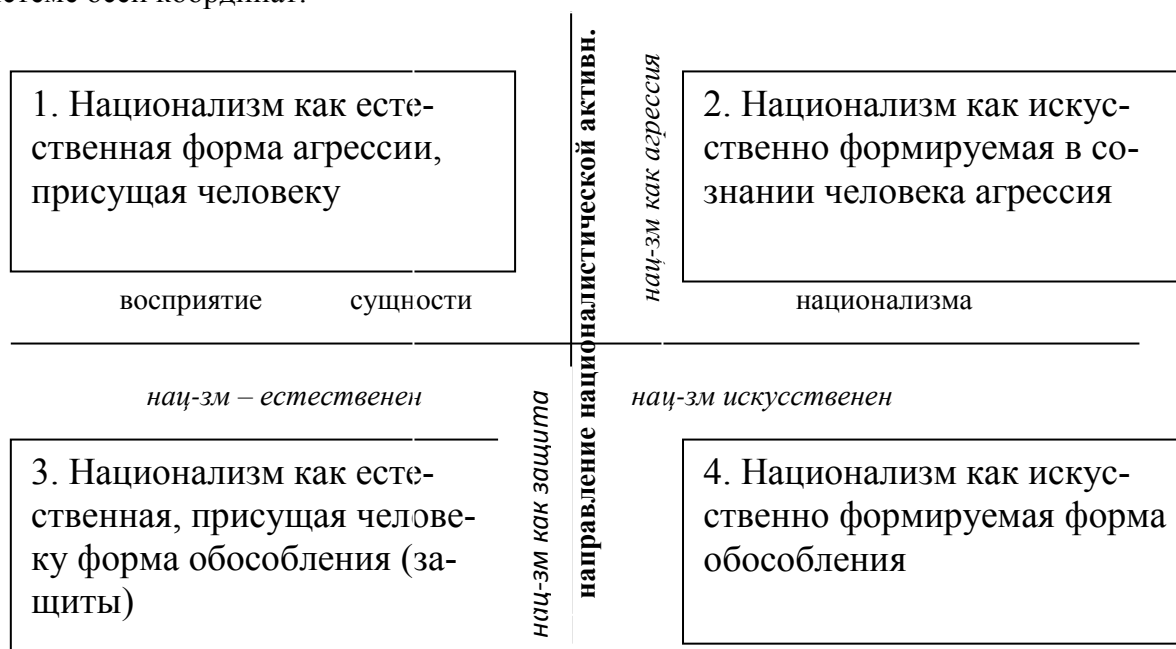 системе осей координат:
1. Национализм как есте-
ственная форма агрессии,
присущая человеку
направление националистической активн.
нац-зм как агрессия
2. Национализм как искус-
ственно формируемая в со-
знании человека агрессия
восприятие сущности национализма
нац-зм – естественен
нац-зм искусственен
3. Национализм как есте-
ственная, присущая челове-
ку форма обособления (за-
щиты)
нац-зм как защита
4. Национализм как искус-
ственно формируемая форма
обособления